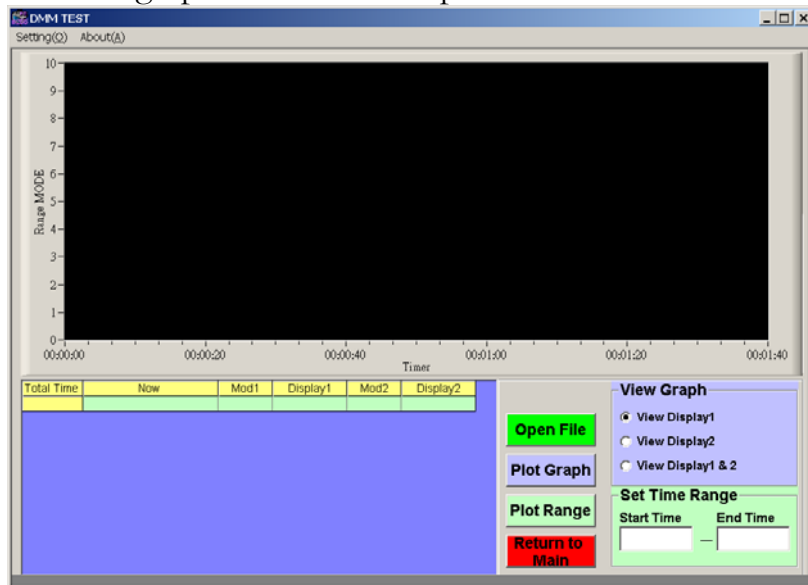 DMM TEST
Setting(O) About(A)
10
9
8
7
6
5
4
3
2
1
0
Range MODE
00:00:00 00:00:20 00:00:40 00:01:00 00:01:20 00:01:40
Timer
Total Time Now Mod1 Display1 Mod2 Display2
Open File
Plot Graph
Plot Range
Return to
Main
View Graph
View Display1
View Display2
View Display1 & 2
Set Time Range
Start Time End Time
—